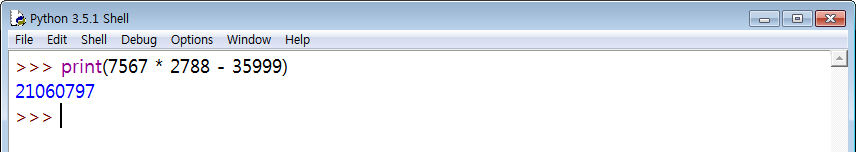 Python 3.5.1 Shell
File Edit Shell Debug Options Window Help
>>> print(7567 * 2788 - 35999)
21060797
>>>